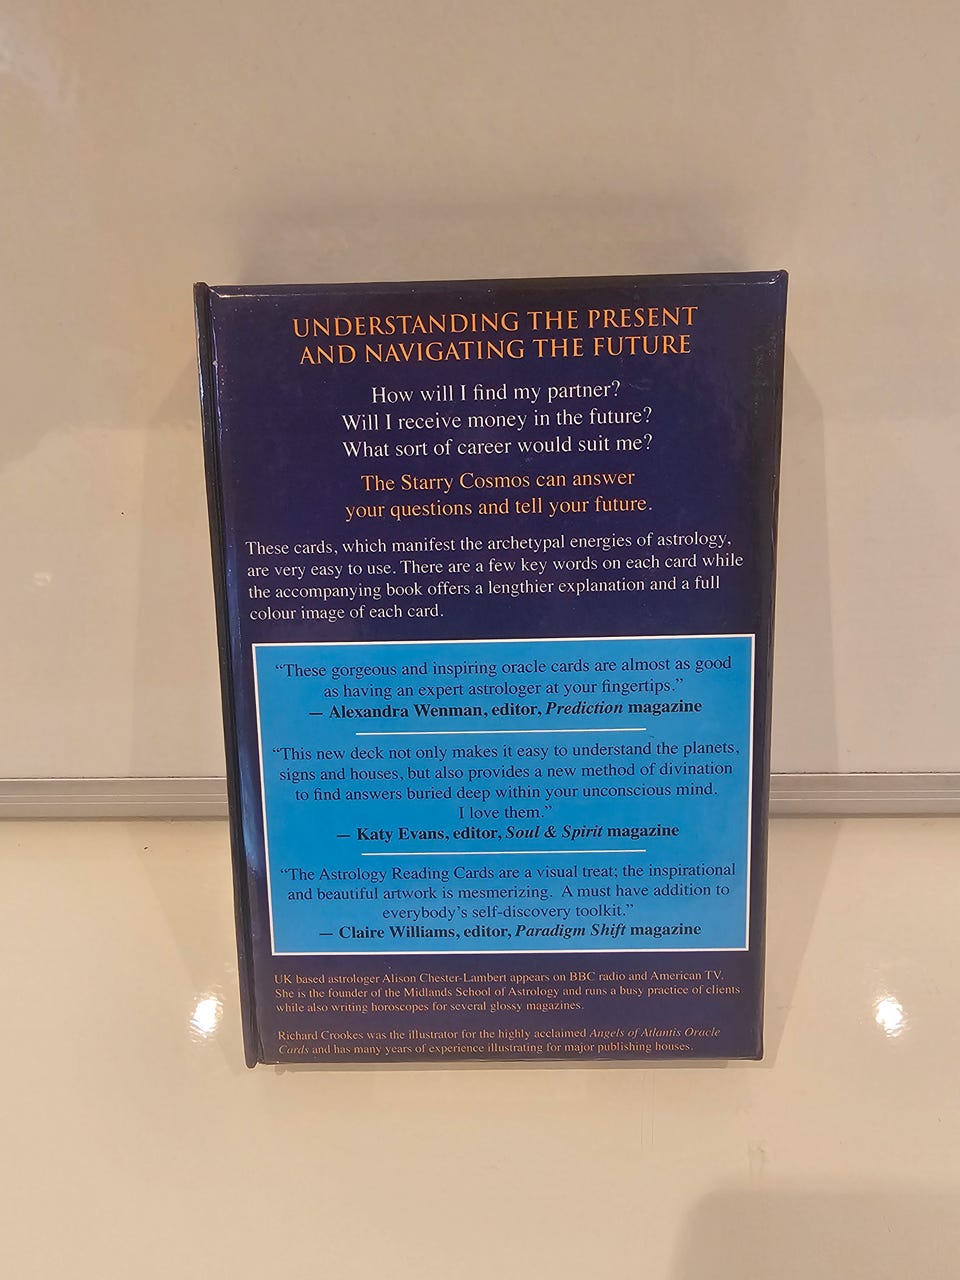 UNDERSTANDING THE PRESENT
AND NAVIGATING THE FUTURE
How will I find my partner?
Will I receive money in the future?
What sort of career would suit me?
The Starry Cosmos can answer
your questions and tell your future.
These cards, which manifest the archetypal energies of astrology,
are very easy to use. There are a few key words on each card while
the accompanying book offers a lengthier explanation and a full
colour image of each card.
“These gorgeous and inspiring oracle cards are almost as good
as having an expert astrologer at your fingertips.”
— Alexandra Wenman, editor, Prediction magazine
“This new deck not only makes it easy to understand the planets,
signs and houses, but also provides a new method of divination
to find answers buried deep within your unconscious mind.
I love them.”
— Katy Evans, editor, Soul & Spirit magazine
“The Astrology Reading Cards are a visual treat; the inspirational
and beautiful artwork is mesmerizing. A must have addition to
everybody’s self-discovery toolkit.”
— Claire Williams, editor, Paradigm Shift magazine
UK based astrologer Alison Chester-Lambert appears on BBC radio and American TV.
She is the founder of the Midlands School of Astrology and runs a busy practice of clients
while also writing horoscopes for several glossy magazines.
Richard Crookes was the illustrator for the highly acclaimed Angels of Atlantis Oracle
Cards and has many years of experience illustrating for major publishing houses.